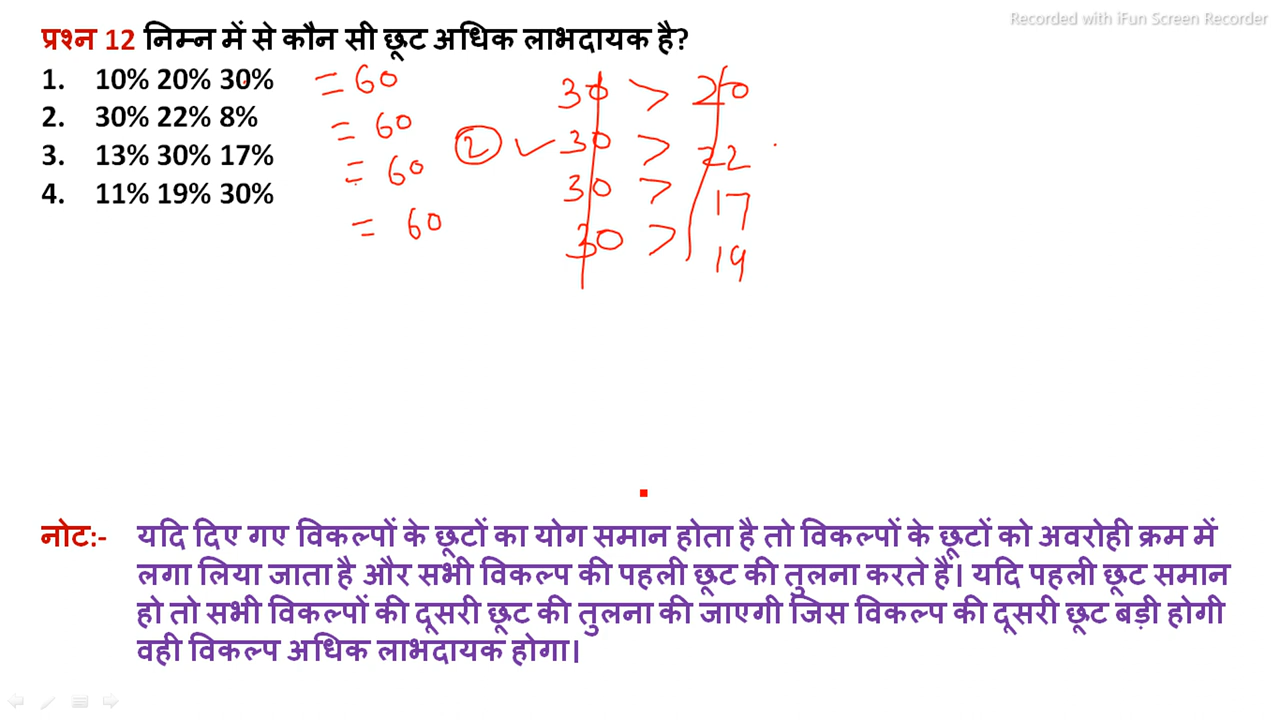 Recorded with iFun Screen Recorder
प्रश्न 12 निम्न में से कौन सी छूट अधिक लाभदायक है?
1. 10% 20% 30% = 60
2. 30% 22% 8% = 60
3. 13% 30% 17% = 60
4. 11% 19% 30% = 60
30 > 20
② ✓ 30 > 22
30 > 17
30 > 19
नोट:- यदि दिए गए विकल्पों के छूटों का योग समान होता है तो विकल्पों के छूटों को अवरोही क्रम में
लगा लिया जाता है और सभी विकल्प की पहली छूट की तुलना करते हैं। यदि पहली छूट समान
हो तो सभी विकल्पों की दूसरी छूट की तुलना की जाएगी जिस विकल्प की दूसरी छूट बड़ी होगी
वही विकल्प अधिक लाभदायक होगा।